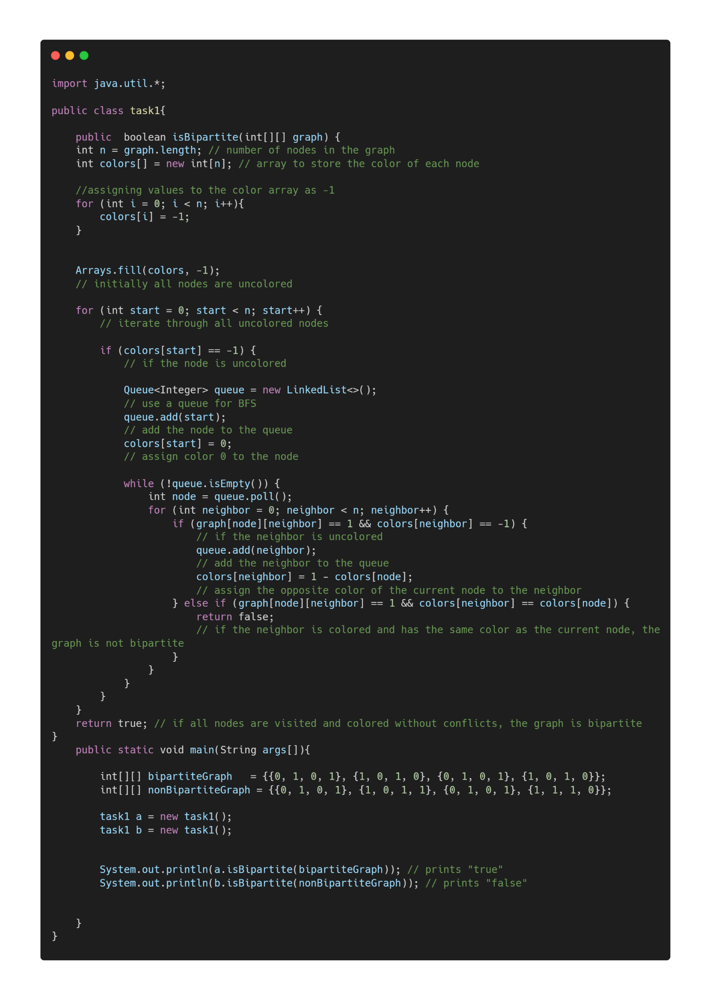 import java.util.*;

public class task1{

    public  boolean isBipartite(int[][] graph) {
    int n = graph.length; // number of nodes in the graph
    int colors[] = new int[n]; // array to store the color of each node

    //assigning values to the color array as -1
    for (int i = 0; i < n; i++){
        colors[i] = -1;
    }


    Arrays.fill(colors, -1);
    // initially all nodes are uncolored

    for (int start = 0; start < n; start++) {
        // iterate through all uncolored nodes

        if (colors[start] == -1) {
            // if the node is uncolored

            Queue<Integer> queue = new LinkedList<>();
            // use a queue for BFS
            queue.add(start);
            // add the node to the queue
            colors[start] = 0;
            // assign color 0 to the node

            while (!queue.isEmpty()) {
                int node = queue.poll();
                for (int neighbor = 0; neighbor < n; neighbor++) {
                    if (graph[node][neighbor] == 1 && colors[neighbor] == -1) {
                        // if the neighbor is uncolored
                        queue.add(neighbor);
                        // add the neighbor to the queue
                        colors[neighbor] = 1 - colors[node];
                        // assign the opposite color of the current node to the neighbor
                    } else if (graph[node][neighbor] == 1 && colors[neighbor] == colors[node]) {
                        return false;
                        // if the neighbor is colored and has the same color as the current node, the
graph is not bipartite
                    }
                }
            }
        }
    }
    return true; // if all nodes are visited and colored without conflicts, the graph is bipartite
}
    public static void main(String args[]){

        int[][] bipartiteGraph   = {{0, 1, 0, 1}, {1, 0, 1, 0}, {0, 1, 0, 1}, {1, 0, 1, 0}};
        int[][] nonBipartiteGraph = {{0, 1, 0, 1}, {1, 0, 1, 1}, {0, 1, 0, 1}, {1, 1, 1, 0}};

        task1 a = new task1();
        task1 b = new task1();


        System.out.println(a.isBipartite(bipartiteGraph)); // prints "true"
        System.out.println(b.isBipartite(nonBipartiteGraph)); // prints "false"


    }
}